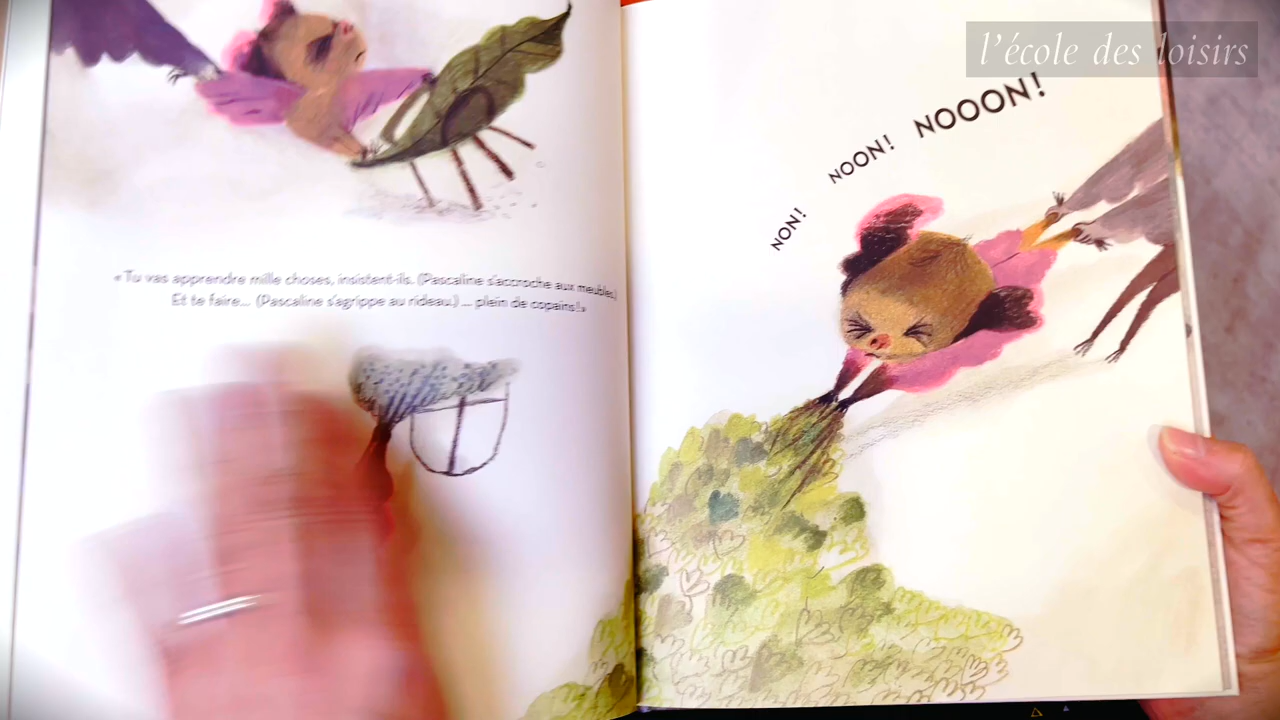 l'école des loisirs
« Tu vas apprendre mille choses, insistent-ils. (Pascaline s'accroche aux meubles.)
Et te faire... (Pascaline s'agrippe au rideau.) ... plein de copains ! »
NON! NOON! NOOON!